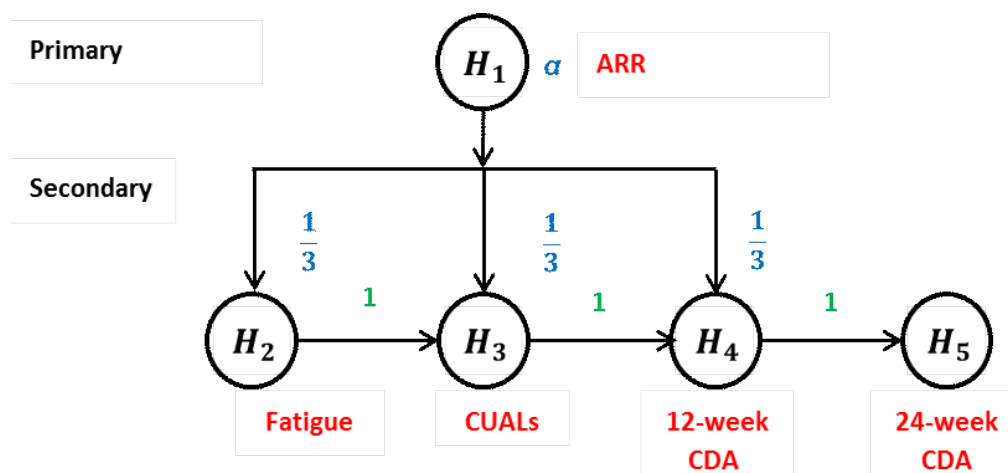 Primary
H₁
α
ARR
Secondary
1/3
1/3
1/3
1
1
1
H₂
H₃
H₄
H₅
Fatigue
CUALs
12-week
CDA
24-week
CDA